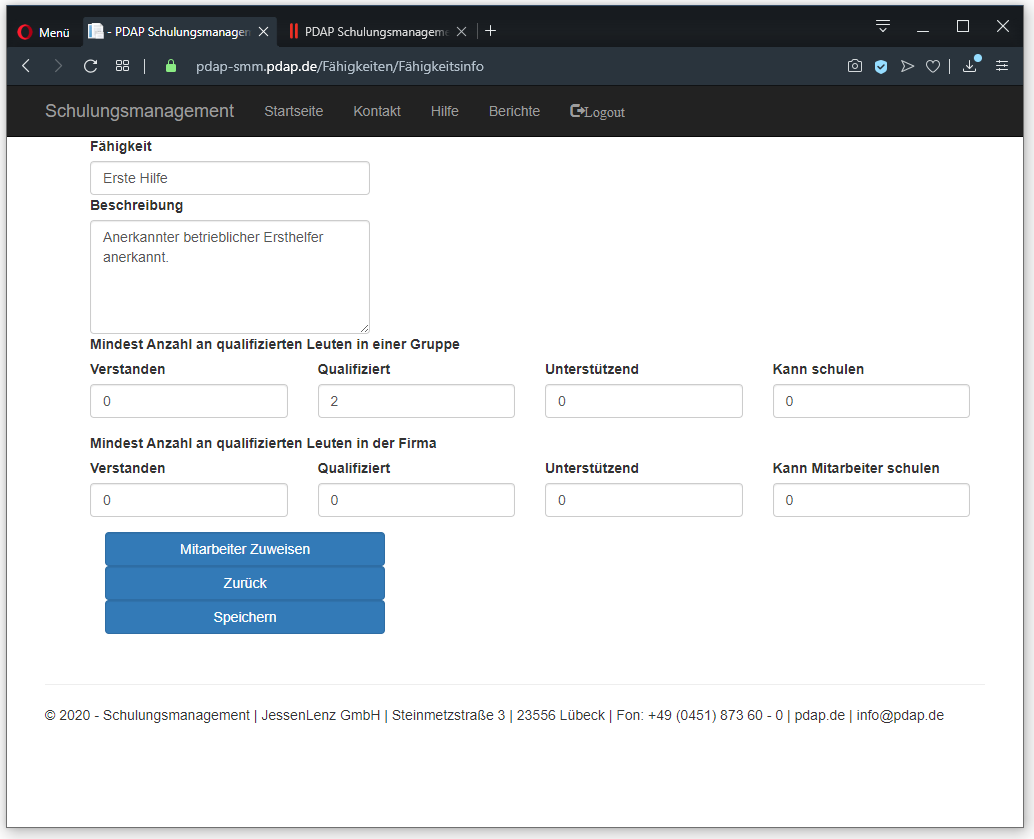 Menü
- PDAP Schulungsmanagen
PDAP Schulungsmanageme
pdap-smm.pdap.de/Fähigkeiten/Fähigkeitsinfo
Schulungsmanagement Startseite Kontakt Hilfe Berichte Logout
Fähigkeit
Erste Hilfe
Beschreibung
Anerkannter betrieblicher Ersthelfer
anerkannt.
Mindest Anzahl an qualifizierten Leuten in einer Gruppe
Verstanden Qualifiziert Unterstützend Kann schulen
0 2 0 0
Mindest Anzahl an qualifizierten Leuten in der Firma
Verstanden Qualifiziert Unterstützend Kann Mitarbeiter schulen
0 0 0 0
Mitarbeiter Zuweisen
Zurück
Speichern
© 2020 - Schulungsmanagement | JessenLenz GmbH | Steinmetzstraße 3 | 23556 Lübeck | Fon: +49 (0451) 873 60 - 0 | pdap.de | info@pdap.de